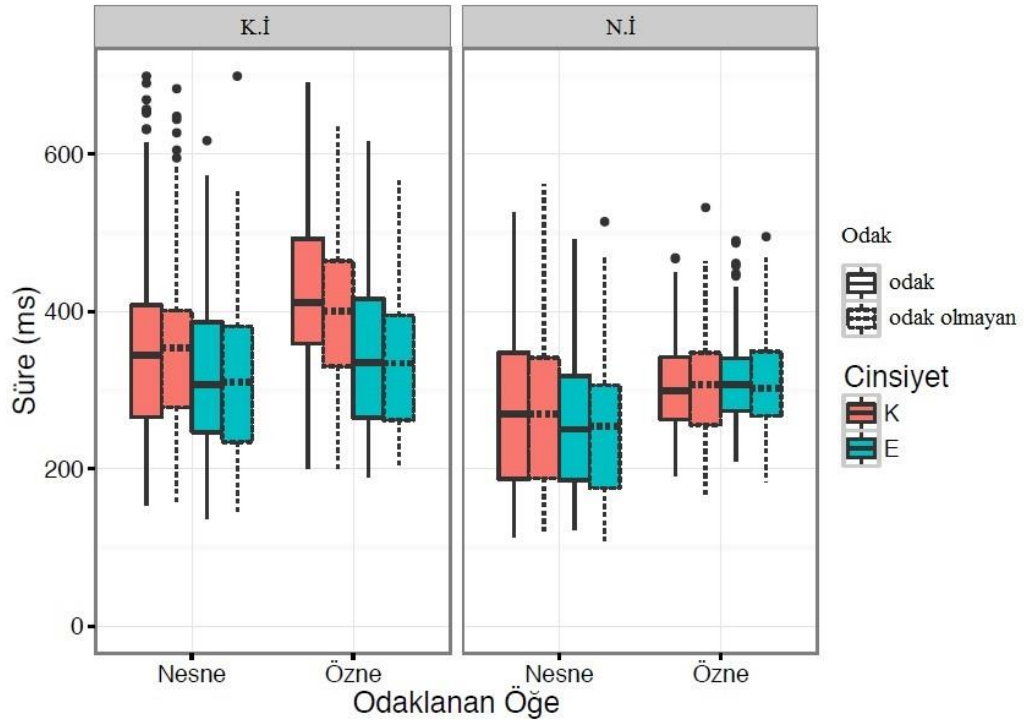 K.İ
N.İ
Süre (ms)
600
400
200
0
Nesne
Özne
Nesne
Özne
Odaklanan Öğe
Odak
odak
odak olmayan
Cinsiyet
K
E